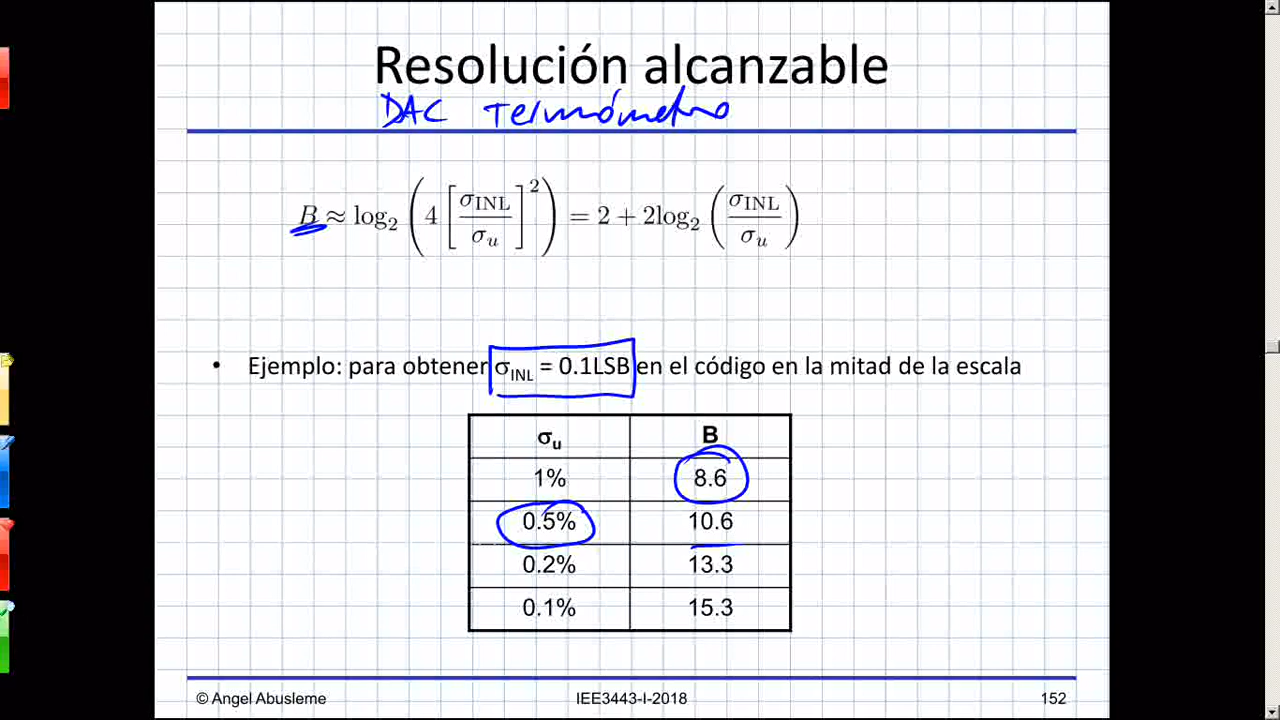 Resolución alcanzable
DAC Termómetro
B ≈ log₂ (4 [σ_INL / σ_u]²) = 2 + 2log₂ (σ_INL / σ_u)
• Ejemplo: para obtener σ_INL = 0.1LSB en el código en la mitad de la escala
σ_u B
1% 8.6
0.5% 10.6
0.2% 13.3
0.1% 15.3
© Angel Abusleme IEE3443-I-2018 152